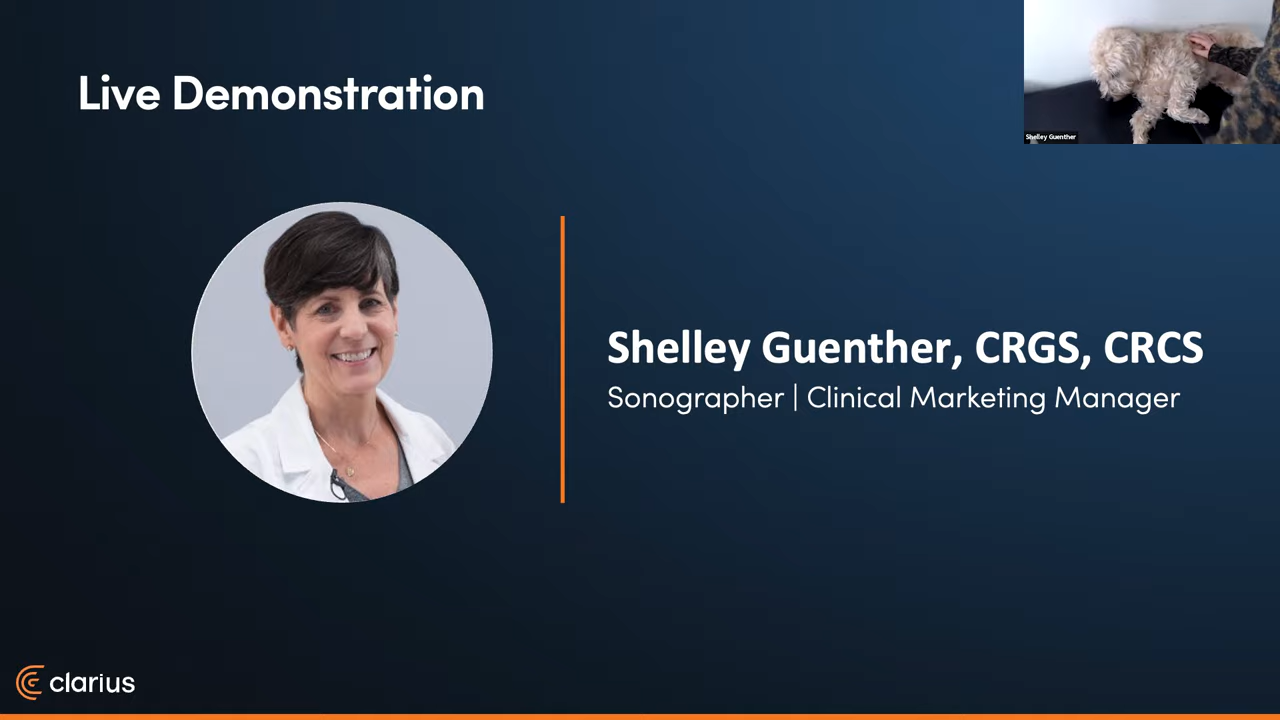 Live Demonstration
Shelley Guenther
Shelley Guenther, CRGS, CRCS
Sonographer | Clinical Marketing Manager
clarius